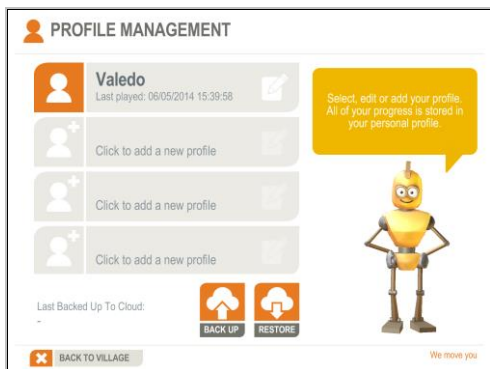 PROFILE MANAGEMENT
Valedo
Last played: 06/05/2014 15:39:58
Click to add a new profile
Click to add a new profile
Click to add a new profile
Select, edit or add your profile.
All of your progress is stored in
your personal profile.
Last Backed Up To Cloud:
-
BACK UP
RESTORE
BACK TO VILLAGE
We move you